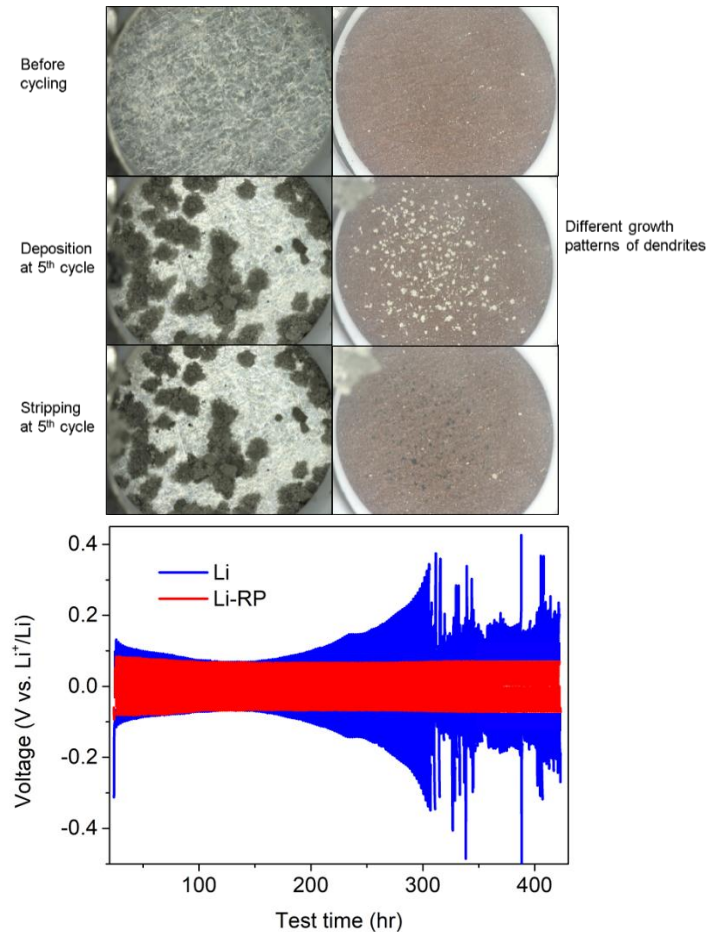 Before
cycling
Deposition
at 5th cycle
Different growth
patterns of dendrites
Stripping
at 5th cycle
0.4
0.2
0.0
-0.2
-0.4
Voltage (V vs. Li+/Li)
Li
Li-RP
100
200
300
400
Test time (hr)